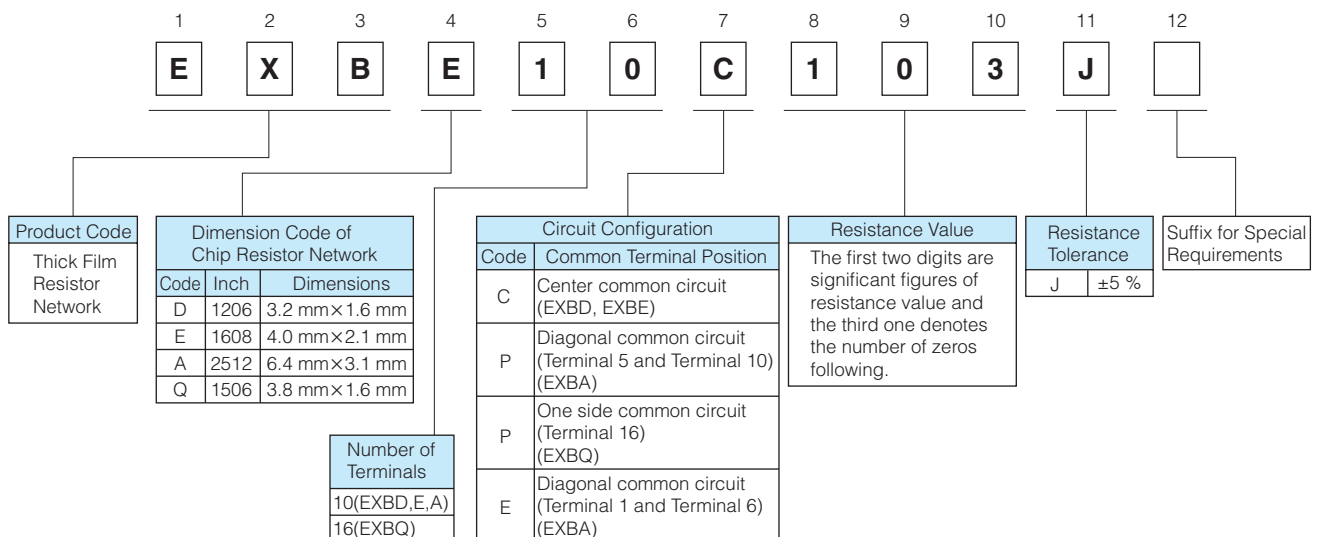 1 2 3 4 5 6 7 8 9 10 11 12
E X B E 1 0 C 1 0 3 J
Product Code
Thick Film
Resistor
Network
Dimension Code of
Chip Resistor Network
Code Inch Dimensions
D 1206 3.2 mm×1.6 mm
E 1608 4.0 mm×2.1 mm
A 2512 6.4 mm×3.1 mm
Q 1506 3.8 mm×1.6 mm
Number of
Terminals
10(EXBD,E,A)
16(EXBQ)
Circuit Configuration
Code Common Terminal Position
C Center common circuit
(EXBD, EXBE)
P Diagonal common circuit
(Terminal 5 and Terminal 10)
(EXBA)
P One side common circuit
(Terminal 16)
(EXBQ)
E Diagonal common circuit
(Terminal 1 and Terminal 6)
(EXBA)
Resistance Value
The first two digits are
significant figures of
resistance value and
the third one denotes
the number of zeros
following.
Resistance
Tolerance
J ±5 %
Suffix for Special
Requirements